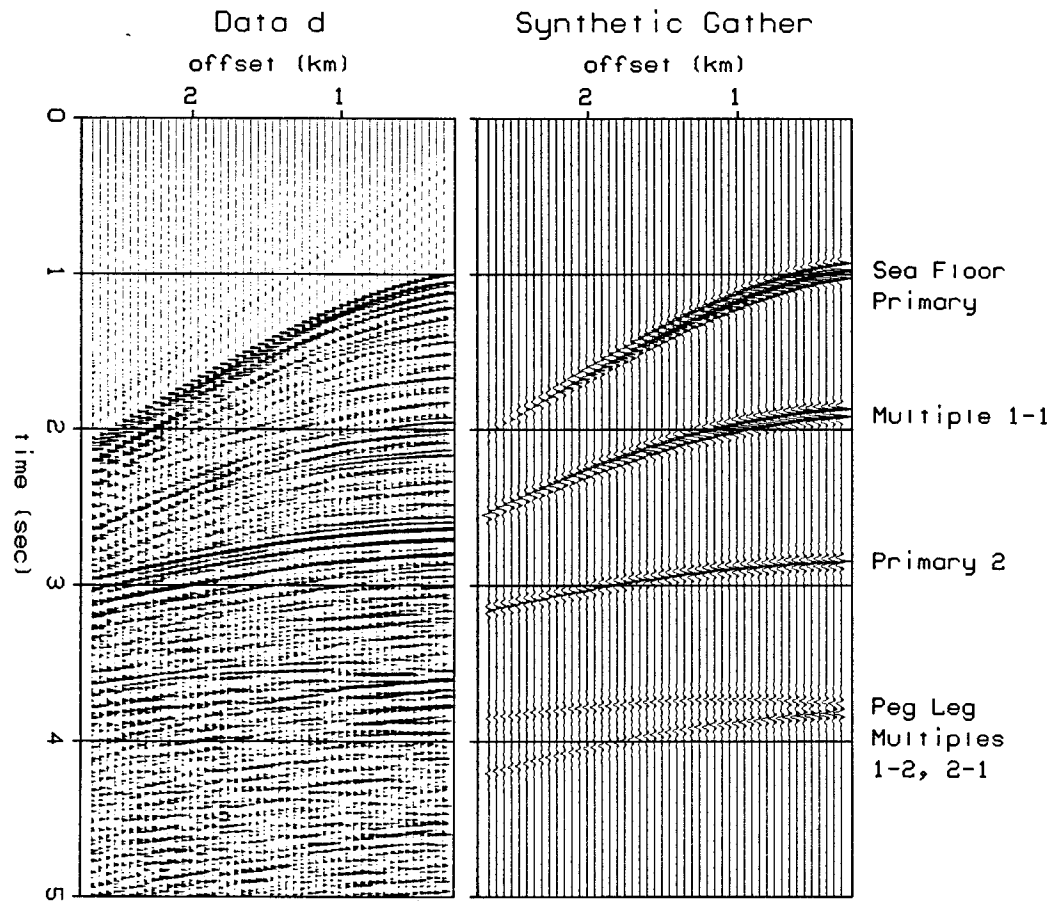 Data d
offset (km)
2 1
Synthetic Gather
offset (km)
2 1
0
1
2
3
4
5
time (sec)
Sea Floor
Primary
Multiple 1-1
Primary 2
Peg Leg
Multiples
1-2, 2-1